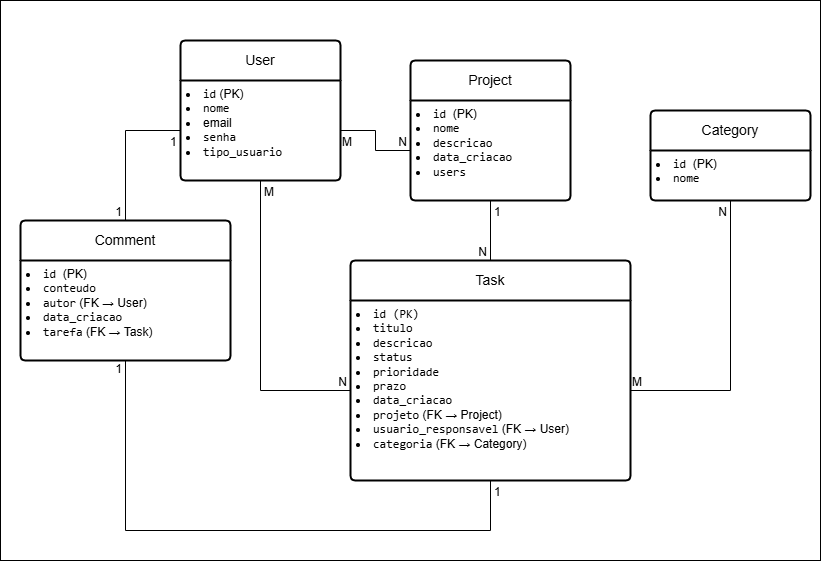 User
id (PK)
nome
email
senha
tipo_usuario
Project
id (PK)
nome
descricao
data_criacao
users
Category
id (PK)
nome
1
M
N
M
1
1
N
N
Comment
id (PK)
conteudo
autor (FK → User)
data_criacao
tarefa (FK → Task)
Task
id (PK)
titulo
descricao
status
prioridade
prazo
data_criacao
projeto (FK → Project)
usuario_responsavel (FK → User)
categoria (FK → Category)
1
N
M
1